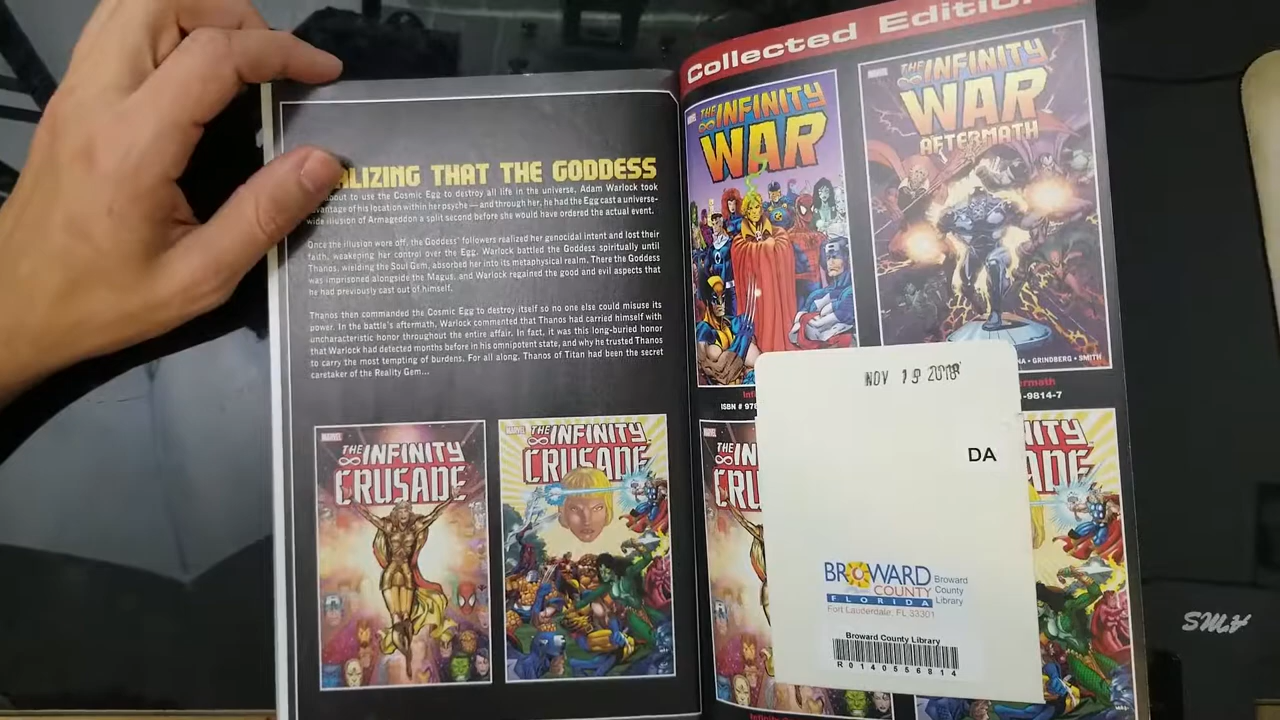 ALIZING THAT THE GODDESS
about to use the Cosmic Egg to destroy all life in the universe, Adam Warlock took
advantage of his location within her psyche — and through her, he had the Egg cast a universe-
wide illusion of Armageddon a split second before she would have ordered the actual event.
Once the illusion wore off, the Goddess' followers realized her genocidal intent and lost their
faith, weakening her control over the Egg. Warlock battled the Goddess spiritually until
Thanos, wielding the Soul Gem, absorbed her into its metaphysical realm. There the Goddess
was imprisoned alongside the Magus, and Warlock regained the good and evil aspects that
he had previously cast out of himself.
Thanos then commanded the Cosmic Egg to destroy itself so no one else could misuse its
power. In the battle's aftermath, Warlock commented that Thanos had carried himself with
uncharacteristic honor throughout the entire affair. In fact, it was this long-buried honor
that Warlock had detected months before in his omnipotent state, and why he trusted Thanos
to carry the most tempting of burdens. For all along, Thanos of Titan had been the secret
caretaker of the Reality Gem...
MARVEL
THE INFINITY
CRUSADE
MARVEL
THE INFINITY
CRUSADE
Collected Edition
THE INFINITY
WAR
MARVEL
THE INFINITY
WAR
AFTERMATH
GRINDBERG • SMITH
ISBN # 978
-9814-7
MARVEL
THE
NOV 19 2018
DA
BROWARD
COUNTY
FLORIDA
Broward
County
Library
Fort Lauderdale, FL 33301
Broward County Library
R0140556814
SMV